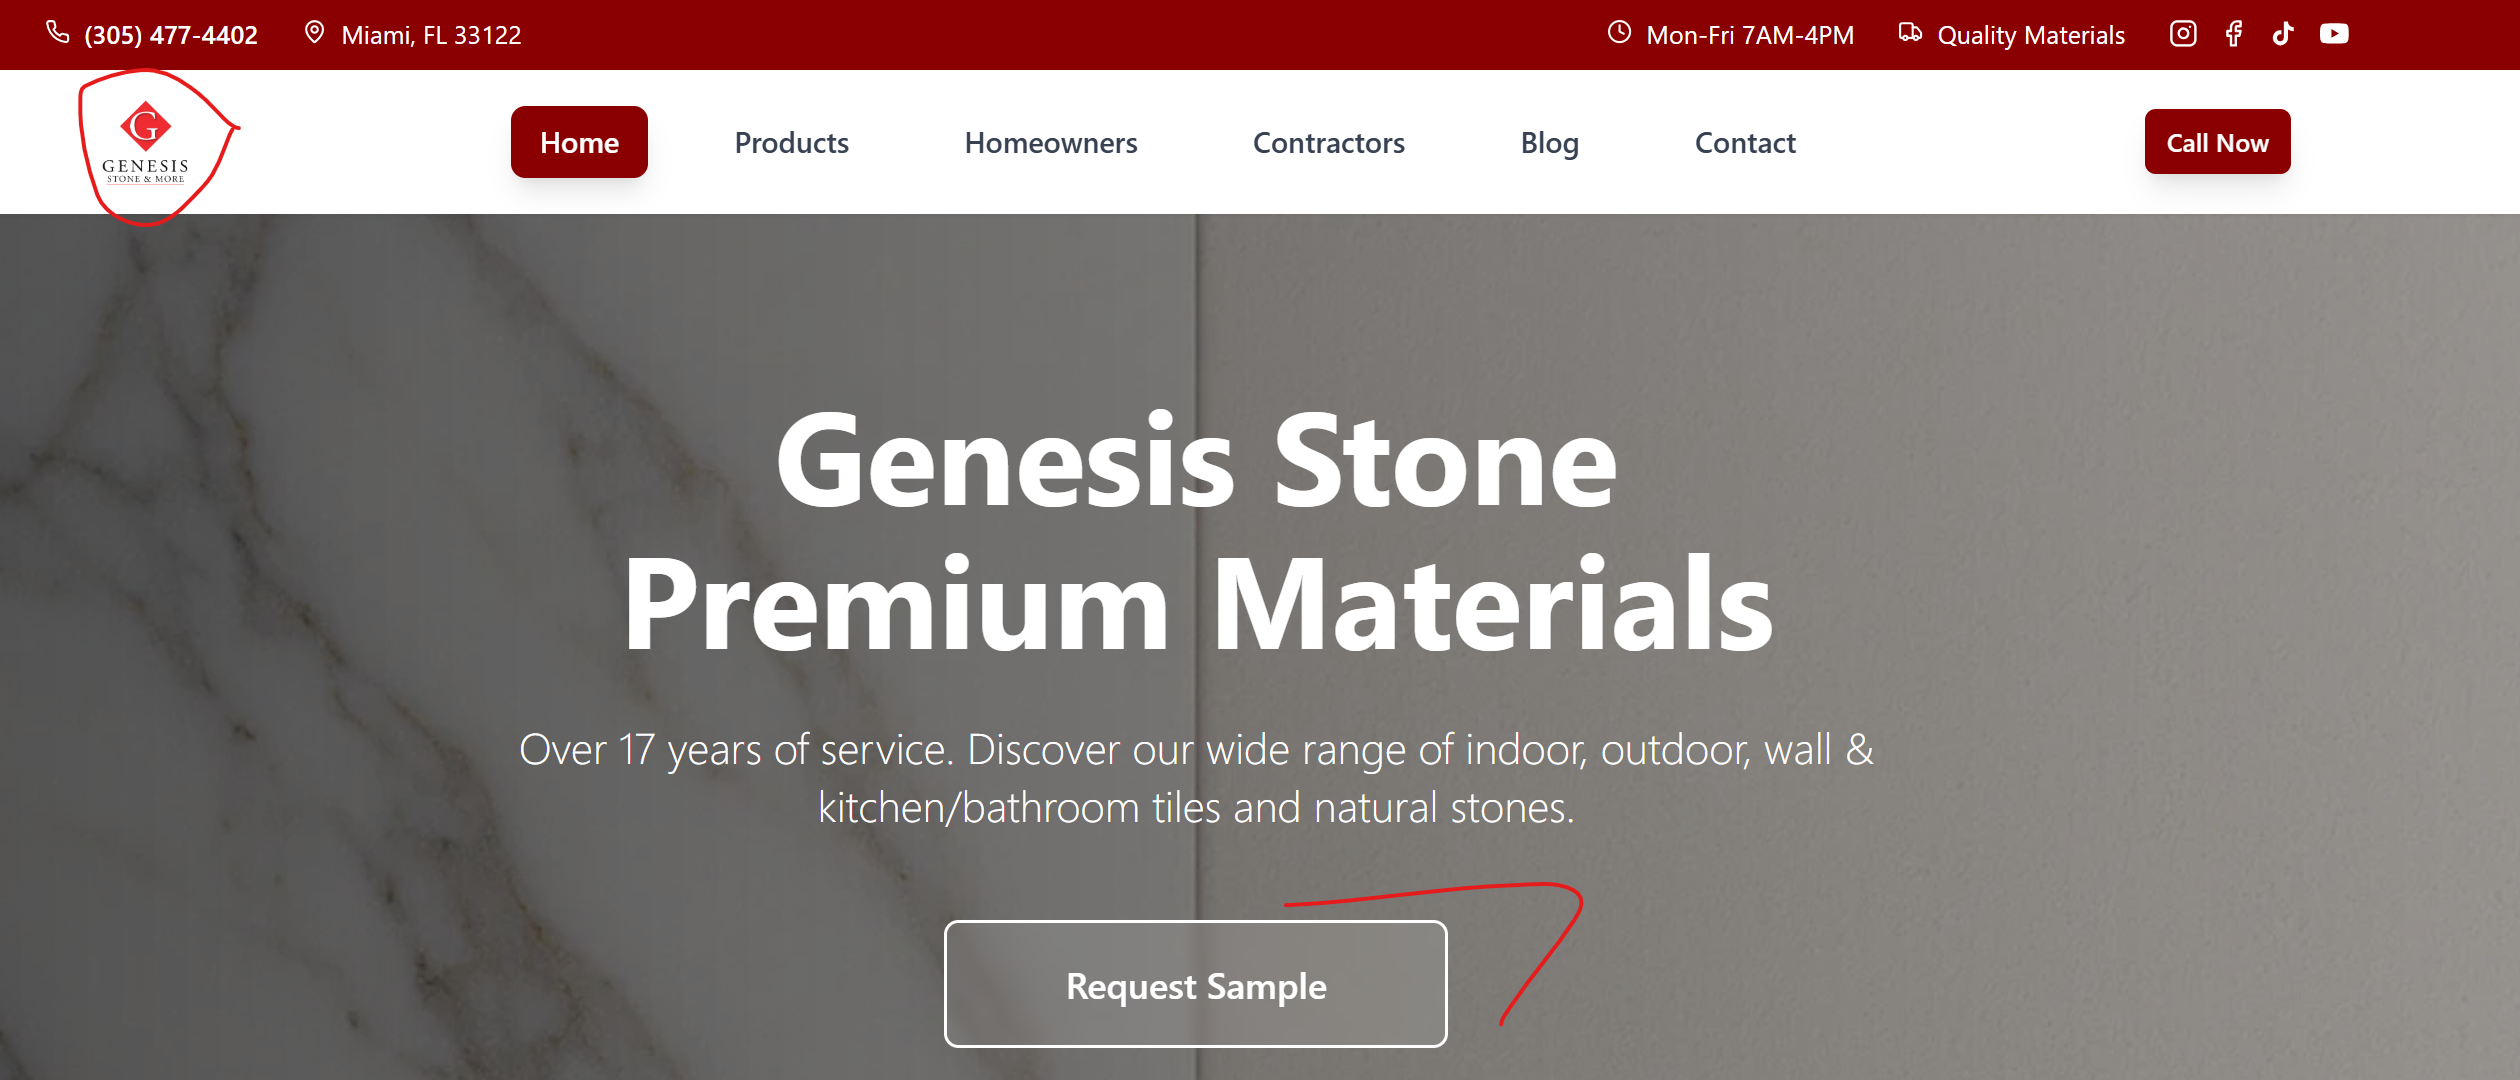 (305) 477-4402 Miami, FL 33122 Mon-Fri 7AM-4PM Quality Materials
G
GENESIS
STONE & MORE
Home Products Homeowners Contractors Blog Contact Call Now
Genesis Stone
Premium Materials
Over 17 years of service. Discover our wide range of indoor, outdoor, wall &
kitchen/bathroom tiles and natural stones.
Request Sample